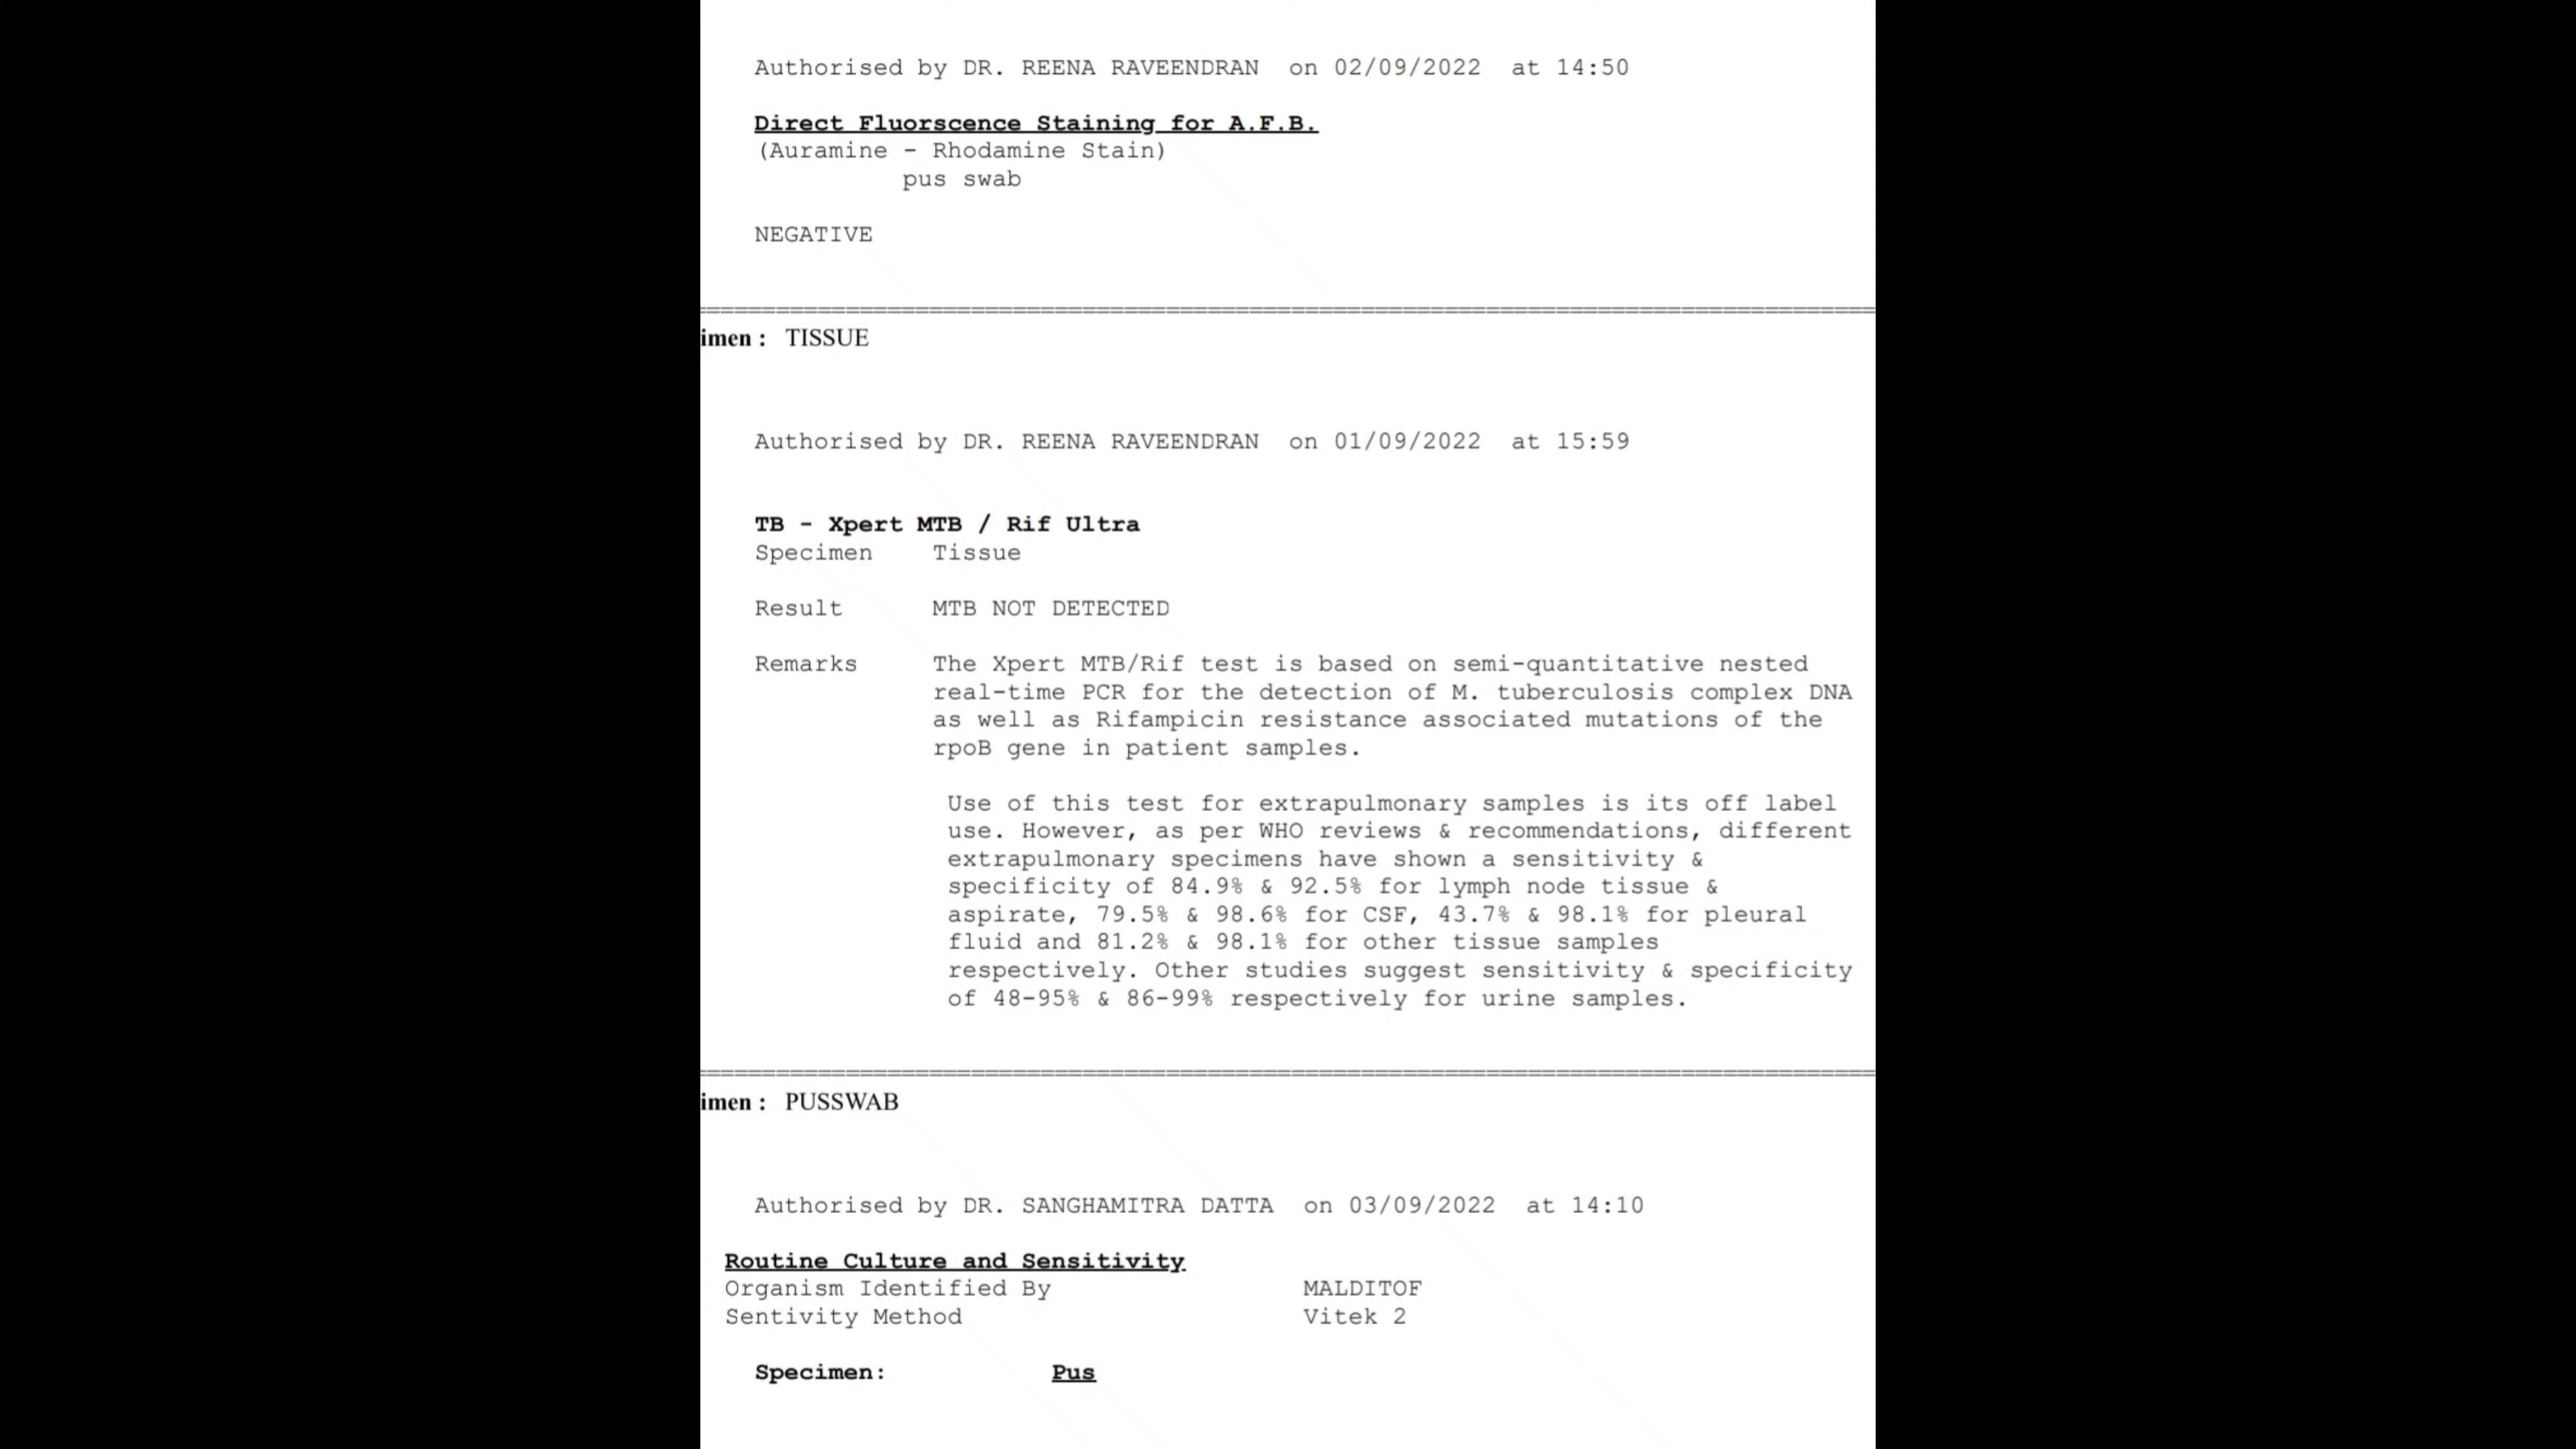 Authorised by DR. REENA RAVEENDRAN on 02/09/2022 at 14:50
Direct Fluorscence Staining for A.F.B.
(Auramine - Rhodamine Stain)
pus swab
NEGATIVE
imen : TISSUE
Authorised by DR. REENA RAVEENDRAN on 01/09/2022 at 15:59
TB - Xpert MTB / Rif Ultra
Specimen Tissue
Result MTB NOT DETECTED
Remarks The Xpert MTB/Rif test is based on semi-quantitative nested
real-time PCR for the detection of M. tuberculosis complex DNA
as well as Rifampicin resistance associated mutations of the
rpoB gene in patient samples.
Use of this test for extrapulmonary samples is its off label
use. However, as per WHO reviews & recommendations, different
extrapulmonary specimens have shown a sensitivity &
specificity of 84.9% & 92.5% for lymph node tissue &
aspirate, 79.5% & 98.6% for CSF, 43.7% & 98.1% for pleural
fluid and 81.2% & 98.1% for other tissue samples
respectively. Other studies suggest sensitivity & specificity
of 48-95% & 86-99% respectively for urine samples.
imen : PUSSWAB
Authorised by DR. SANGHAMITRA DATTA on 03/09/2022 at 14:10
Routine Culture and Sensitivity
Organism Identified By MALDITOF
Sentivity Method Vitek 2
Specimen: Pus